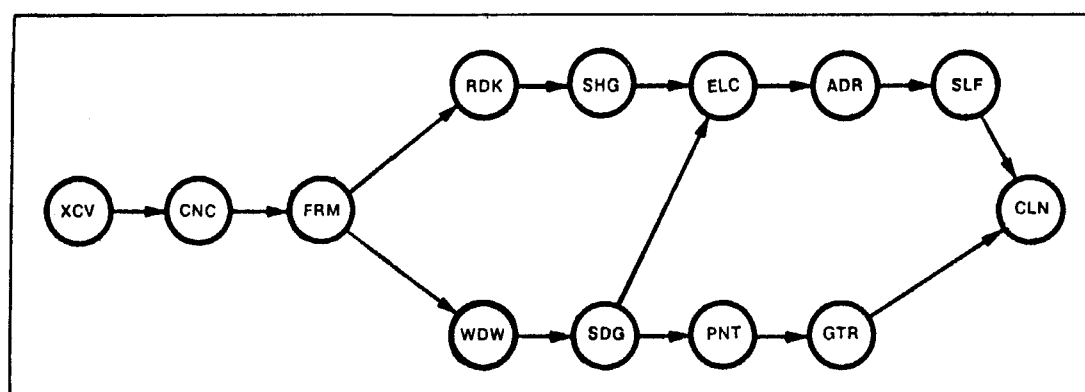 RDK SHG ELC ADR SLF
XCV CNC FRM CLN
WDW SDG PNT GTR